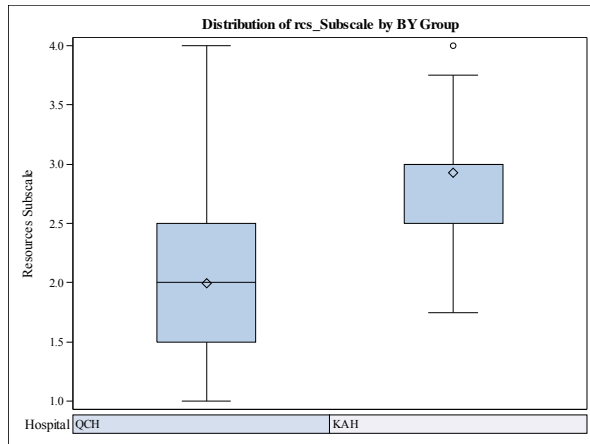 Distribution of rcs_Subscale by BY Group
Resources Subscale
4.0
3.5
3.0
2.5
2.0
1.5
1.0
Hospital QCH KAH